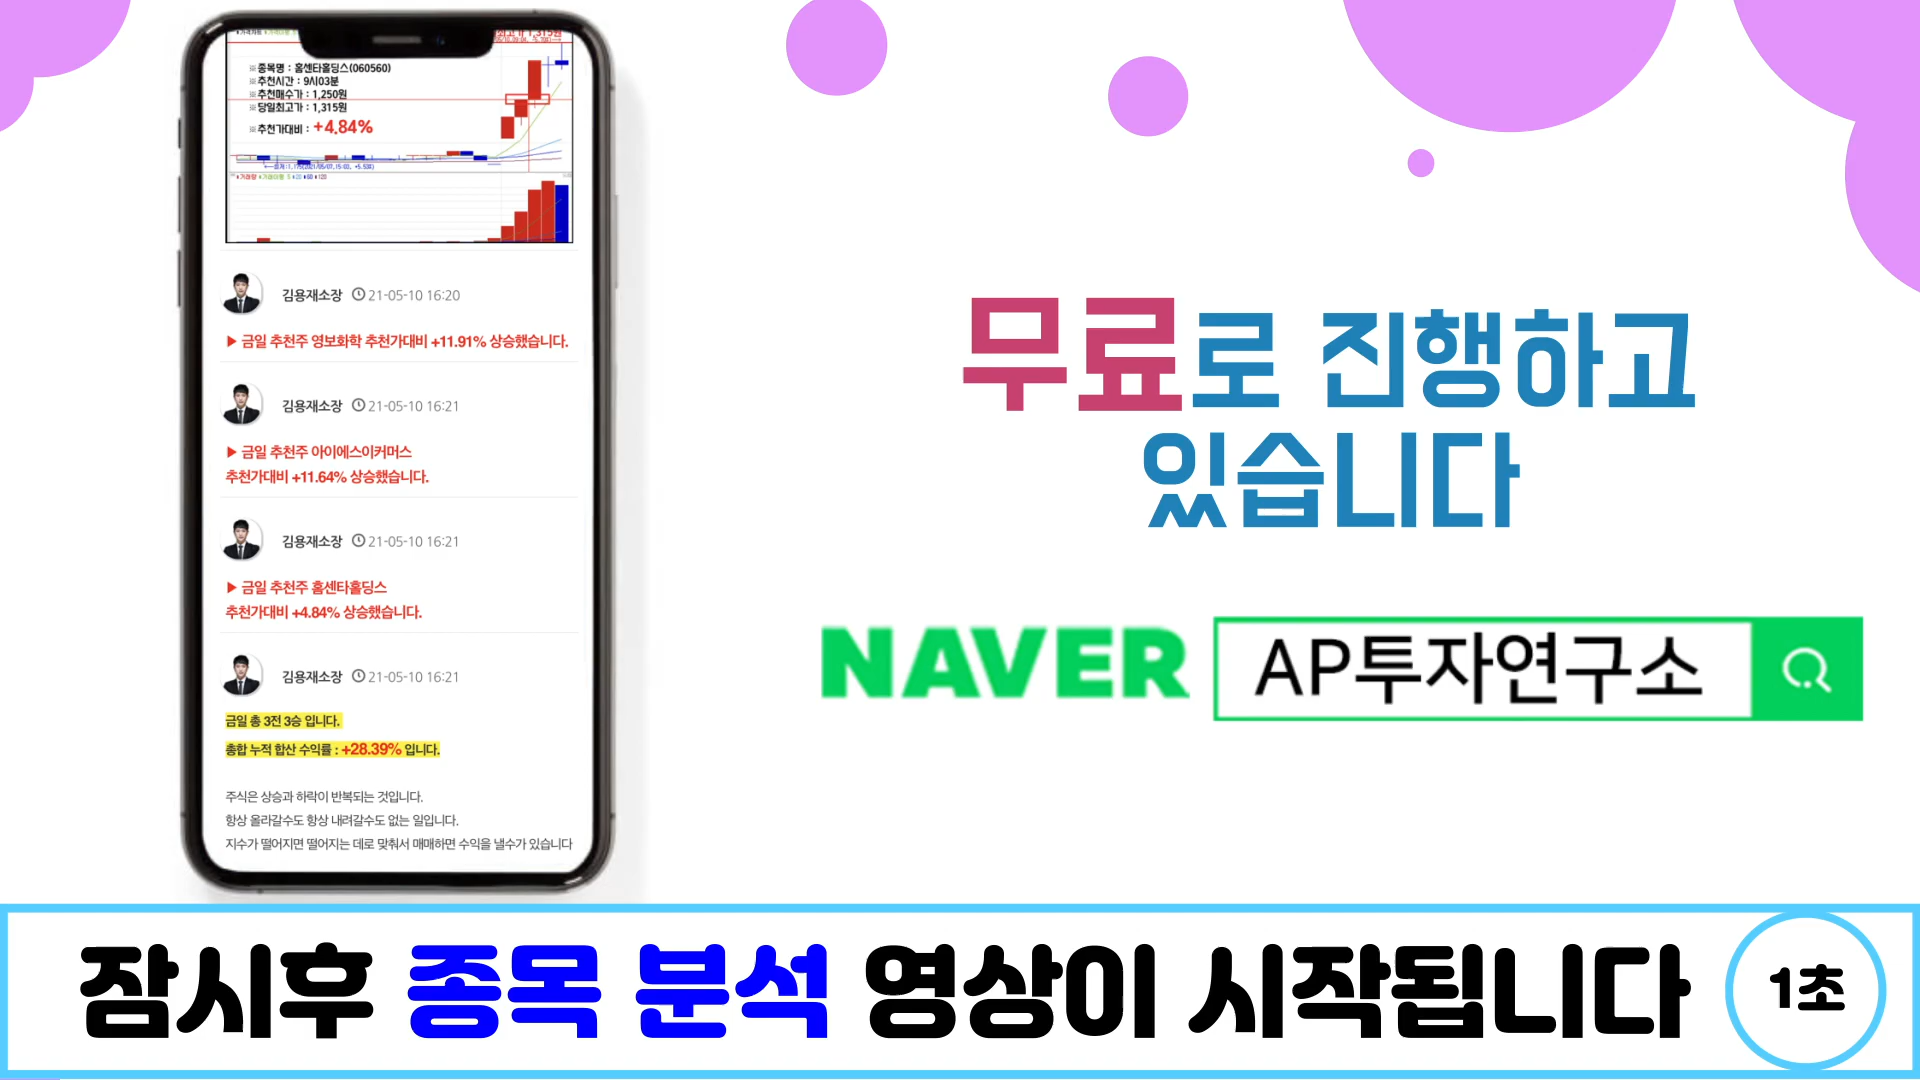 ※종목명 : 홈센타홀딩스(060560)
※추천시간 : 9시03분
※추천매수가 : 1,250원
※당일최고가 : 1,315원
※추천가대비 : +4.84%
김용재소장 21-05-10 16:20
▶ 금일 추천주 영보화학 추천가대비 +11.91% 상승했습니다.
김용재소장 21-05-10 16:21
▶ 금일 추천주 아이에스이커머스
추천가대비 +11.64% 상승했습니다.
김용재소장 21-05-10 16:21
▶ 금일 추천주 홈센타홀딩스
추천가대비 +4.84% 상승했습니다.
김용재소장 21-05-10 16:21
금일 총 3전 3승 입니다.
총합 누적 합산 수익률 : +28.39% 입니다.
주식은 상승과 하락이 반복되는 것입니다.
항상 올라갈수도 항상 내려갈수도 없는 일입니다.
지수가 떨어지면 떨어지는 데로 맞춰서 매매하면 수익을 낼수가 있습니다
무료로 진행하고
있습니다
NAVER AP투자연구소
잠시후 종목 분석 영상이 시작됩니다 1초